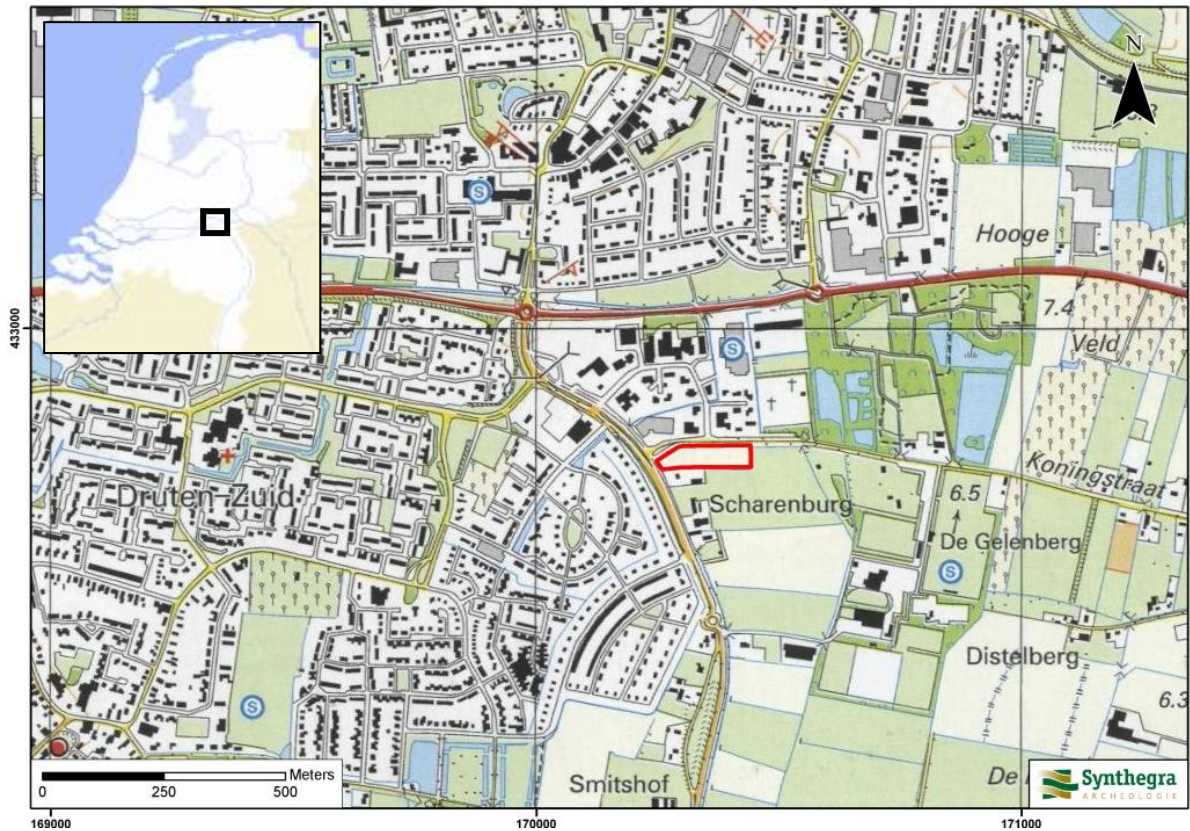 N
S
Hooge
433000
7.4
S
Veld
Koningstraat
Druten-Zuid
Scharenburg
6.5
De Gelenberg
S
Distelberg
S
6.3
Meters
0 250 500
Smitshof
De
Synthegra
ARCHEOLOGIE
169000 170000 171000